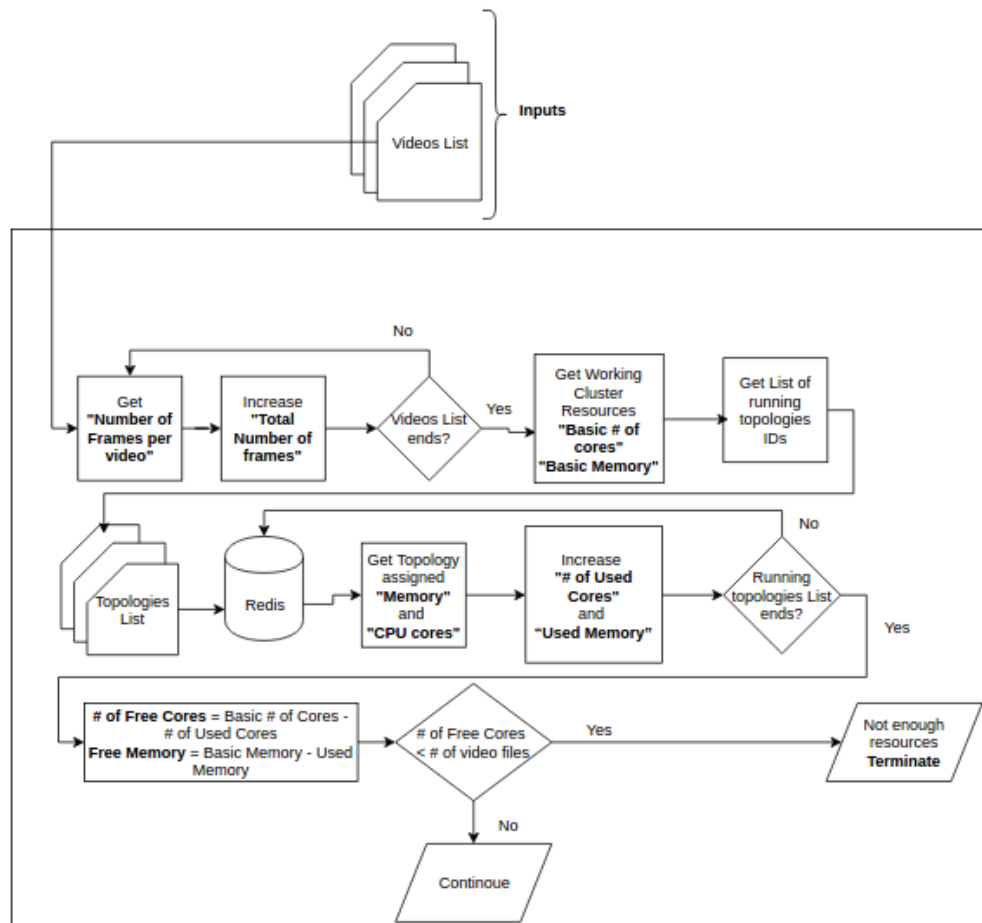 Inputs
Videos List
No
Get
"Number of
Frames per
video"
Increase
"Total
Number of
frames"
Videos List
ends?
Yes
Get Working
Cluster
Resources
"Basic # of
cores"
"Basic Memory"
Get List of
running
topologies
IDs
Topologies
List
Redis
Get Topology
assigned
"Memory"
and
"CPU cores"
Increase
"# of Used
Cores"
and
“Used Memory"
No
Running
topologies List
ends?
Yes
# of Free Cores = Basic # of Cores -
# of Used Cores
Free Memory = Basic Memory - Used
Memory
# of Free Cores
< # of video files
Yes
Not enough
resources
Terminate
No
Continoue